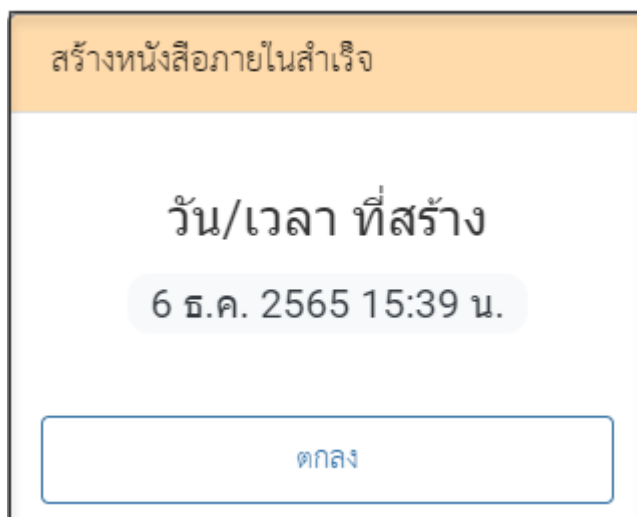 สร้างหนังสือภายในสำเร็จ
วัน/เวลา ที่สร้าง
6 ธ.ค. 2565 15:39 น.
ตกลง